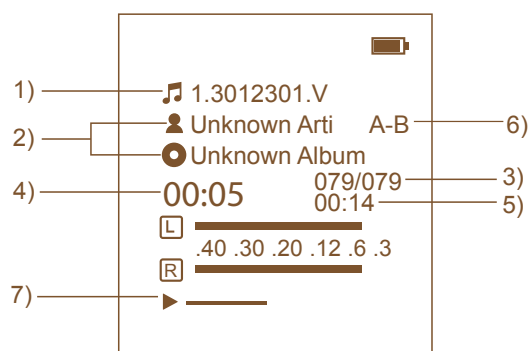 1) 1.3012301.V
2) Unknown Arti A-B 6)
Unknown Album
079/079 3)
4) 00:05
00:14 5)
L
.40 .30 .20 .12 .6 .3
R
7)